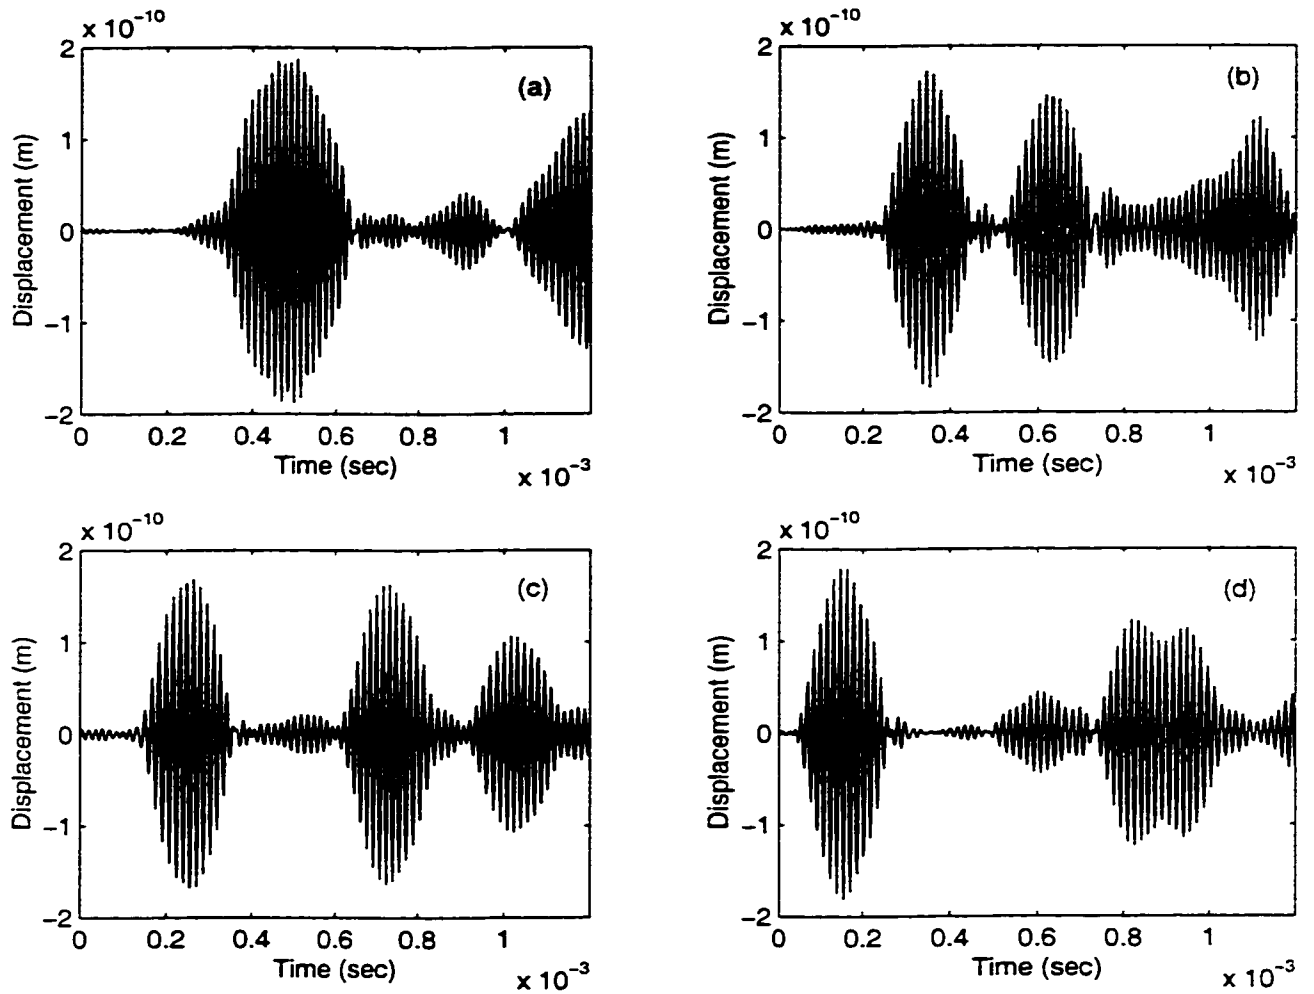 x 10⁻¹⁰
2
1
0
−1
−2
Displacement (m)
(a)
0 0.2 0.4 0.6 0.8 1
Time (sec)
x 10⁻³
x 10⁻¹⁰
2
1
0
−1
−2
Displacement (m)
(b)
0 0.2 0.4 0.6 0.8 1
Time (sec)
x 10⁻³
x 10⁻¹⁰
2
1
0
−1
−2
Displacement (m)
(c)
0 0.2 0.4 0.6 0.8 1
Time (sec)
x 10⁻³
x 10⁻¹⁰
2
1
0
−1
−2
Displacement (m)
(d)
0 0.2 0.4 0.6 0.8 1
Time (sec)
x 10⁻³